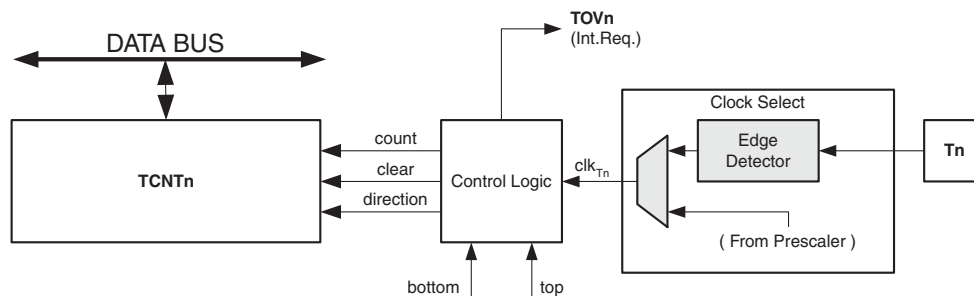 TOVn
(Int.Req.)
DATA BUS
Clock Select
count
Edge
Detector
Tn
TCNTn
clear
Control Logic
clkTn
direction
( From Prescaler )
bottom
top